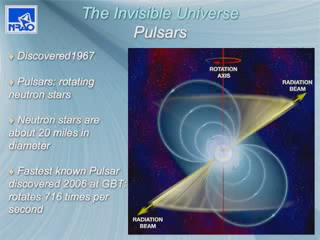 The Invisible Universe
Pulsars
NRAO
Discovered1967
Pulsars: rotating
neutron stars
Neutron stars are
about 20 miles in
diameter
Fastest known Pulsar
discovered 2006 at GBT:
rotates 716 times per
second
ROTATION
AXIS
RADIATION
BEAM
RADIATION
BEAM